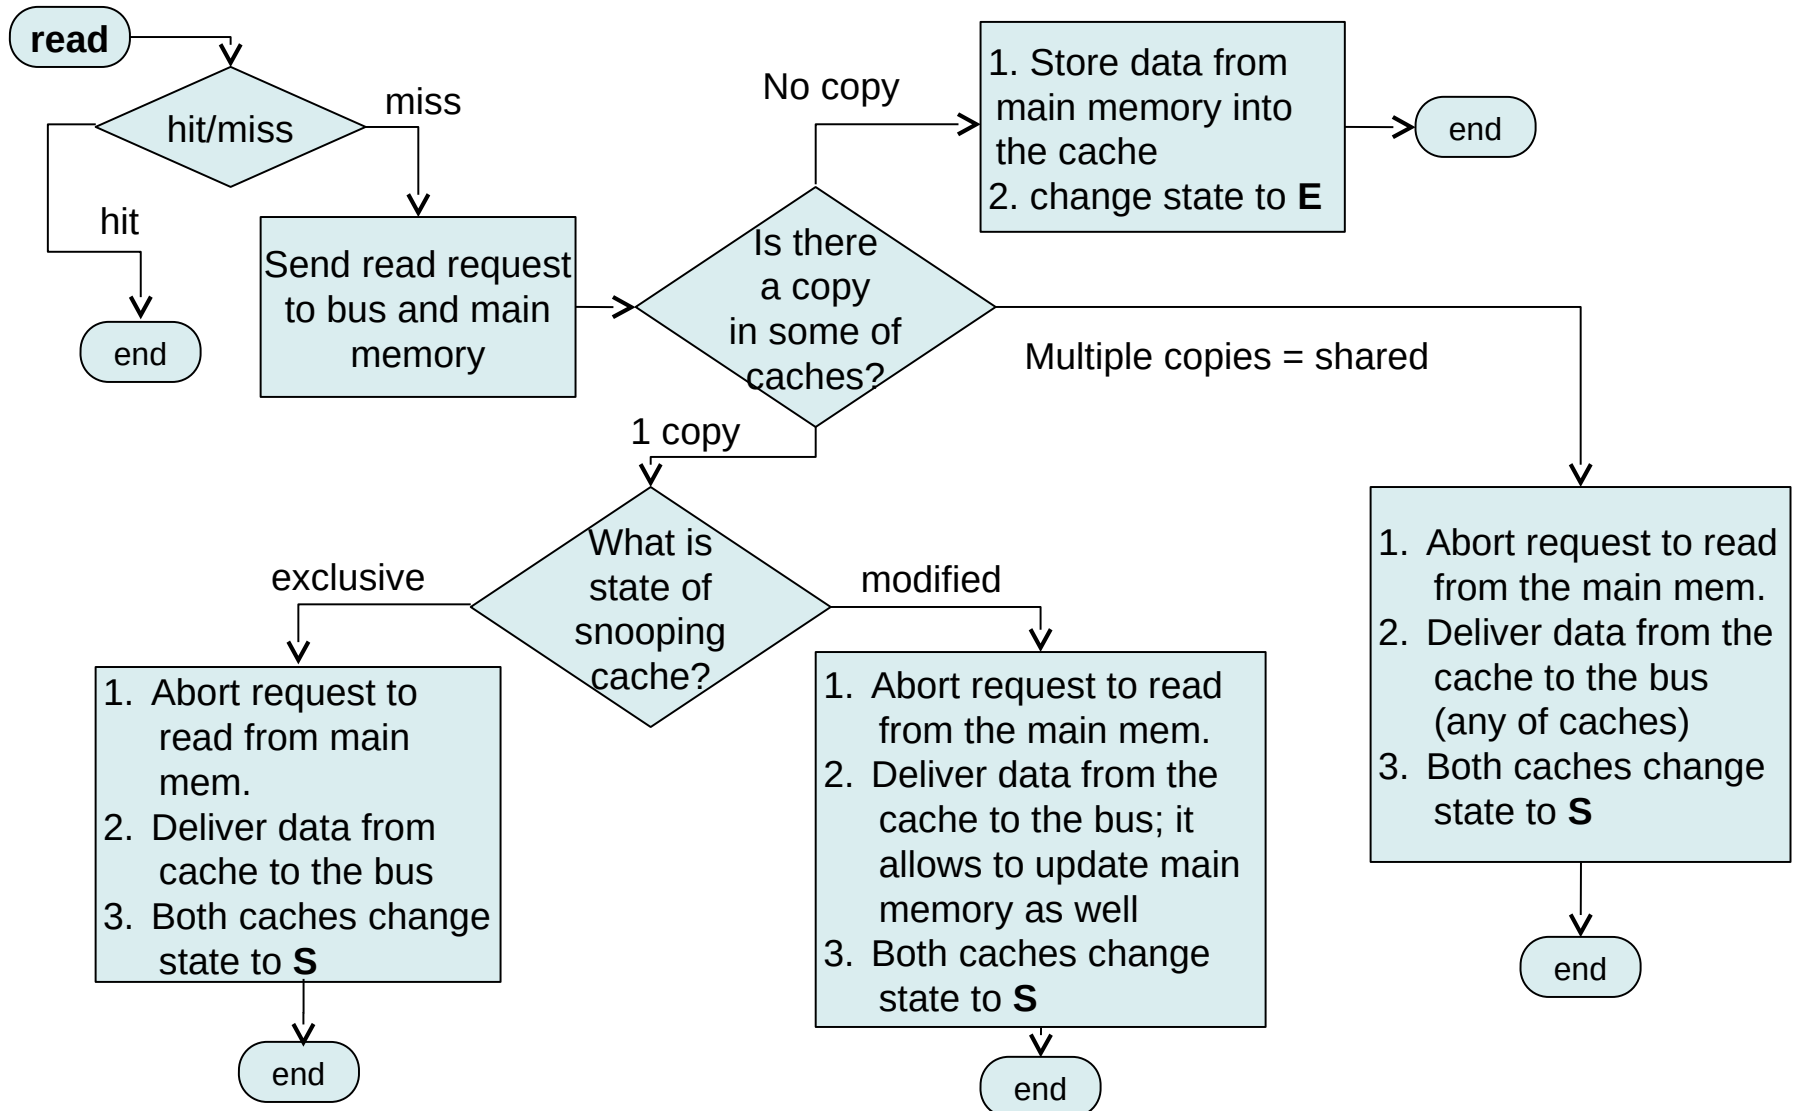 read
hit/miss
miss
hit
end
Send read request
to bus and main
memory
Is there
a copy
in some of
caches?
No copy
1. Store data from
main memory into
the cache
2. change state to E
end
Multiple copies = shared
1. Abort request to read
from the main mem.
2. Deliver data from the
cache to the bus
(any of caches)
3. Both caches change
state to S
end
1 copy
What is
state of
snooping
cache?
exclusive
1. Abort request to
read from main
mem.
2. Deliver data from
cache to the bus
3. Both caches change
state to S
end
modified
1. Abort request to read
from the main mem.
2. Deliver data from the
cache to the bus; it
allows to update main
memory as well
3. Both caches change
state to S
end